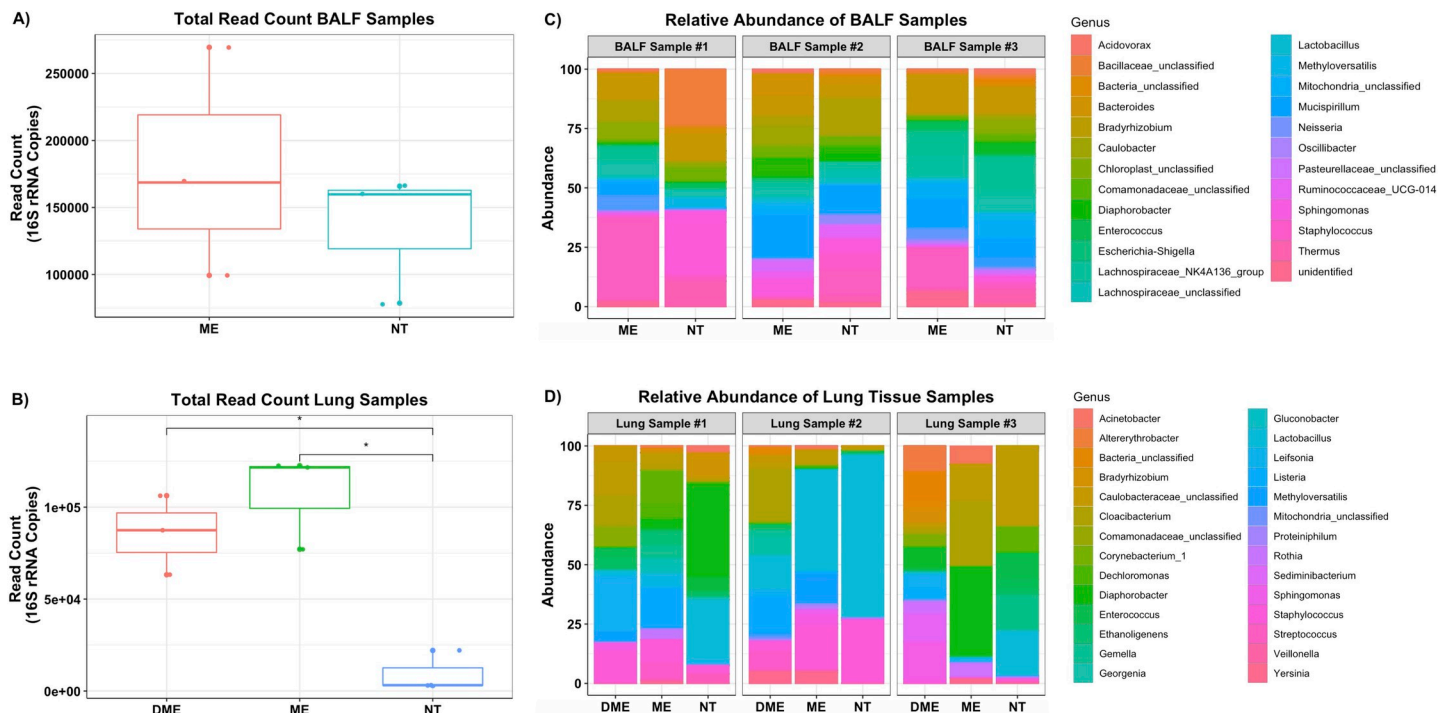 A)
Total Read Count BALF Samples
Read Count
(16S rRNA Copies)
250000
200000
150000
100000
ME
NT
C)
Relative Abundance of BALF Samples
BALF Sample #1
BALF Sample #2
BALF Sample #3
Abundance
100
75
50
25
0
ME
NT
ME
NT
ME
NT
Genus
Acidovorax
Bacillaceae_unclassified
Bacteria_unclassified
Bacteroides
Bradyrhizobium
Caulobacter
Chloroplast_unclassified
Comamonadaceae_unclassified
Diaphorobacter
Enterococcus
Escherichia-Shigella
Lachnospiraceae_NK4A136_group
Lachnospiraceae_unclassified
Lactobacillus
Methyloversatilis
Mitochondria_unclassified
Mucispirillum
Neisseria
Oscillibacter
Pasteurellaceae_unclassified
Ruminococcaceae_UCG-014
Sphingomonas
Staphylococcus
Thermus
unidentified
B)
Total Read Count Lung Samples
Read Count
(16S rRNA Copies)
1e+05
5e+04
0e+00
*
*
DME
ME
NT
D)
Relative Abundance of Lung Tissue Samples
Lung Sample #1
Lung Sample #2
Lung Sample #3
Abundance
100
75
50
25
0
DME
ME
NT
DME
ME
NT
DME
ME
NT
Genus
Acinetobacter
Altererythrobacter
Bacteria_unclassified
Bradyrhizobium
Caulobacteraceae_unclassified
Cloacibacterium
Comamonadaceae_unclassified
Corynebacterium_1
Dechloromonas
Diaphorobacter
Enterococcus
Ethanoligenens
Gemella
Georgenia
Gluconobacter
Lactobacillus
Leifsonia
Listeria
Methyloversatilis
Mitochondria_unclassified
Proteiniphilum
Rothia
Sediminibacterium
Sphingomonas
Staphylococcus
Streptococcus
Veillonella
Yersinia